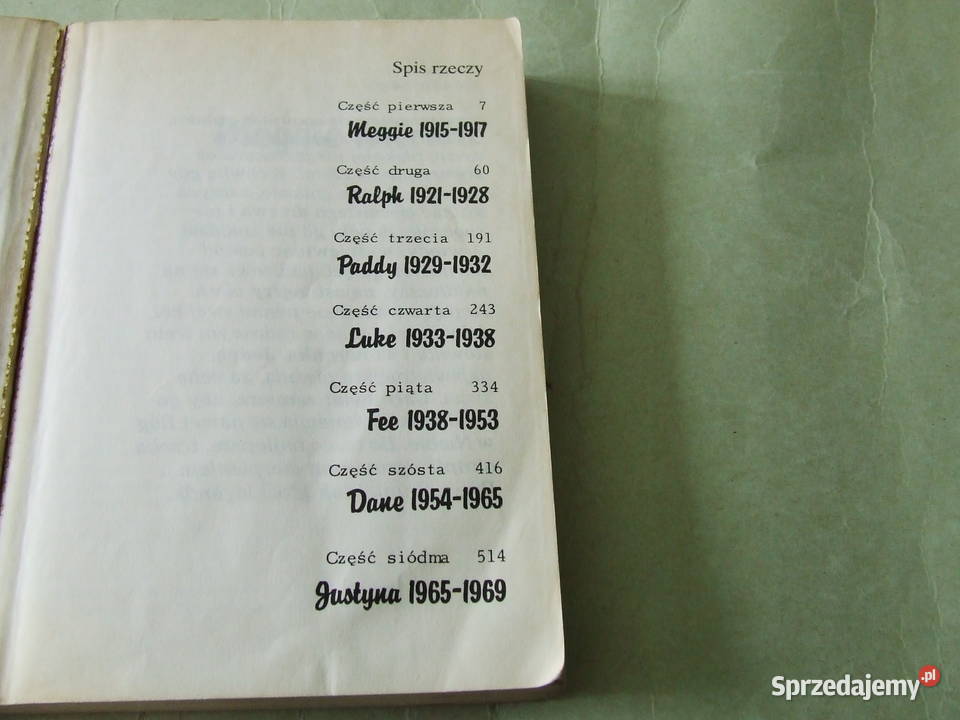 Spis rzeczy
Część pierwsza 7
Meggie 1915-1917
Część druga 60
Ralph 1921-1928
Część trzecia 191
Paddy 1929-1932
Część czwarta 243
Luke 1933-1938
Część piąta 334
Fee 1938-1953
Część szósta 416
Dane 1954-1965
Część siódma 514
Justyna 1965-1969
Sprzedajemy.pl